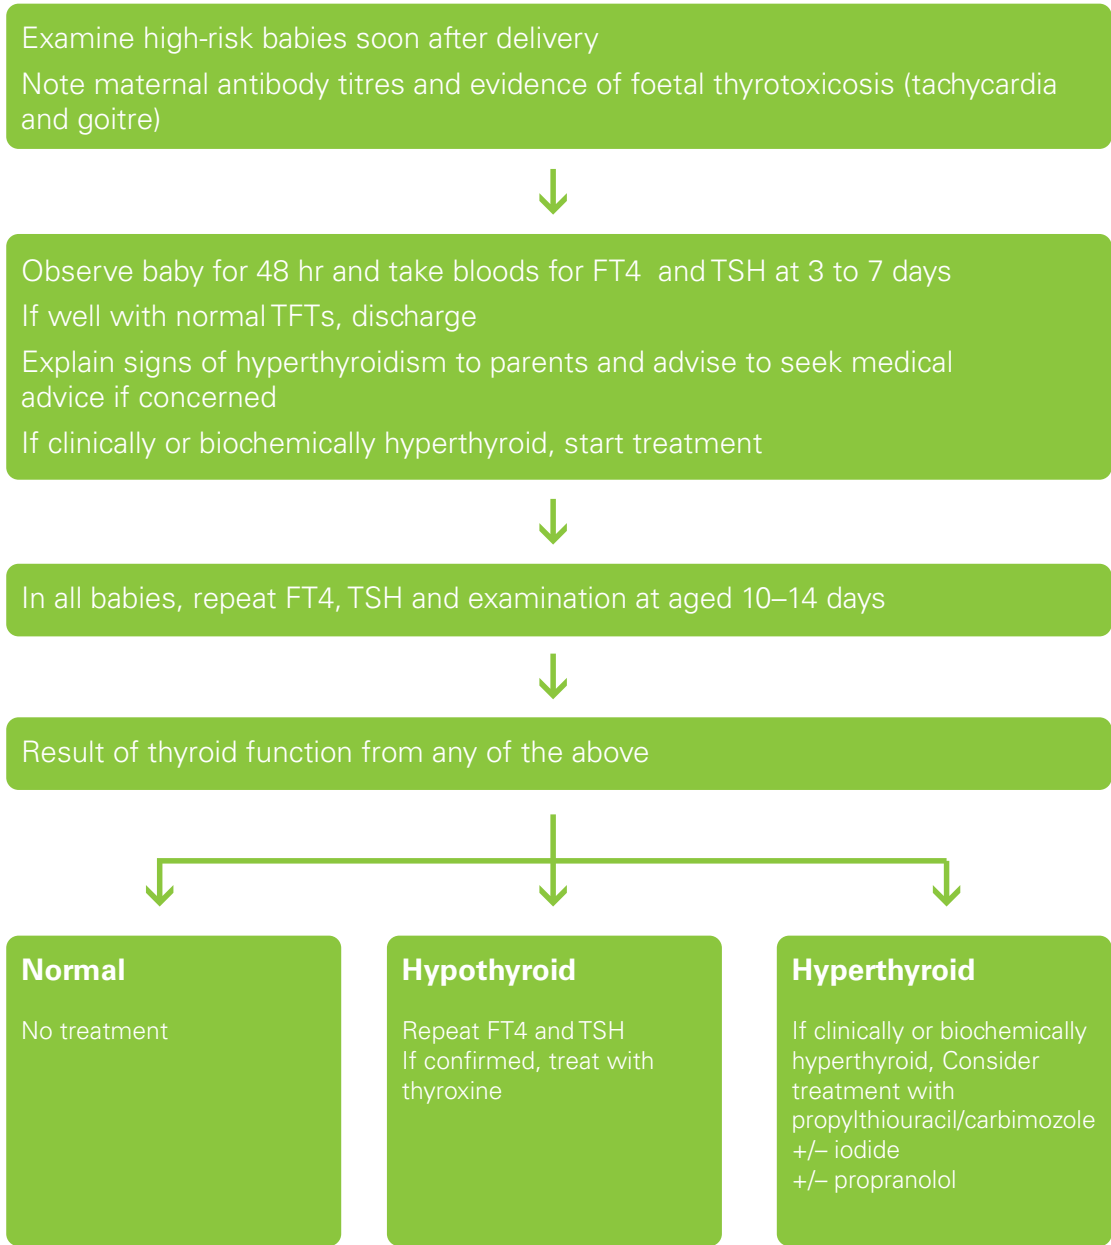 Examine high-risk babies soon after delivery
Note maternal antibody titres and evidence of foetal thyrotoxicosis (tachycardia
and goitre)
Observe baby for 48 hr and take bloods for FT4 and TSH at 3 to 7 days
If well with normal TFTs, discharge
Explain signs of hyperthyroidism to parents and advise to seek medical
advice if concerned
If clinically or biochemically hyperthyroid, start treatment
In all babies, repeat FT4, TSH and examination at aged 10–14 days
Result of thyroid function from any of the above
Normal
No treatment
Hypothyroid
Repeat FT4 and TSH
If confirmed, treat with
thyroxine
Hyperthyroid
If clinically or biochemically
hyperthyroid, Consider
treatment with
propylthiouracil/carbimozole
+/– iodide
+/– propranolol